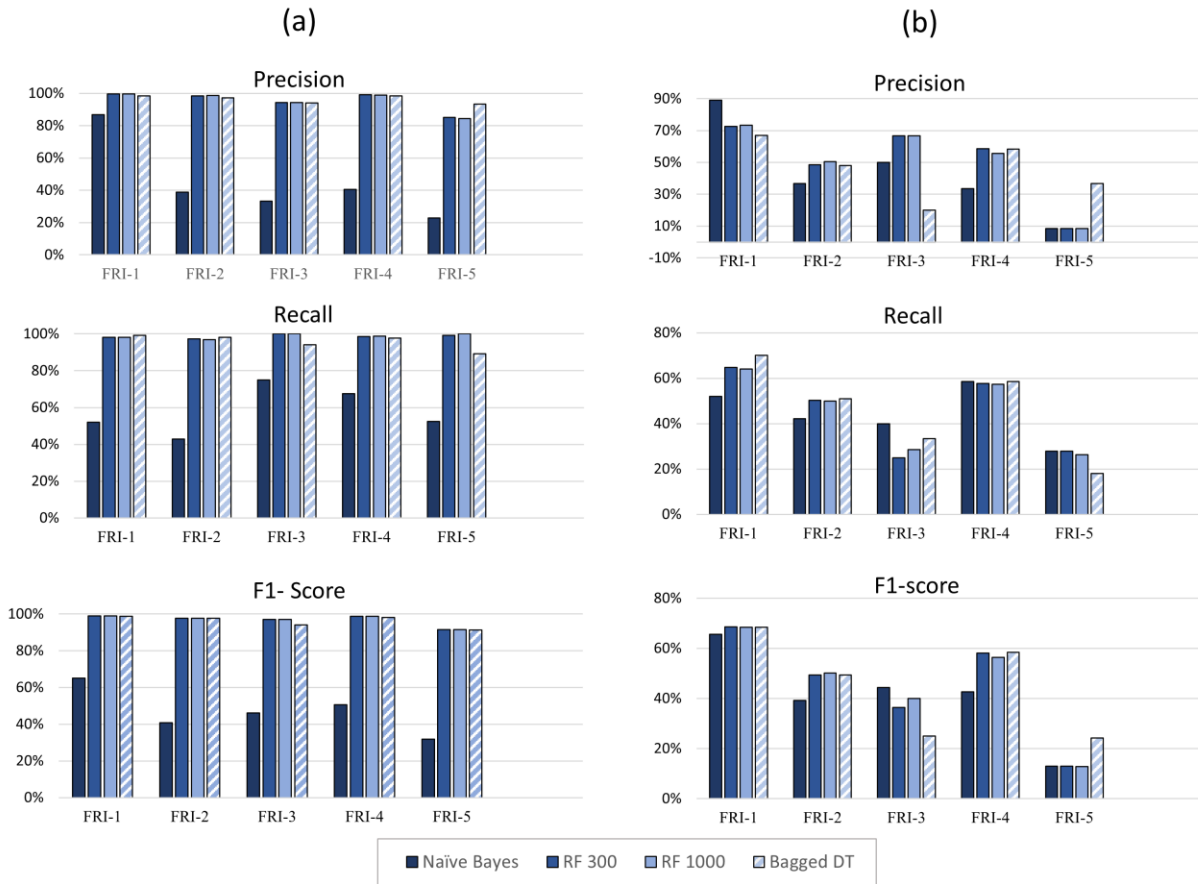 (a)
Precision
100%
80%
60%
40%
20%
0%
FRI-1 FRI-2 FRI-3 FRI-4 FRI-5
Recall
100%
80%
60%
40%
20%
0%
FRI-1 FRI-2 FRI-3 FRI-4 FRI-5
F1- Score
100%
80%
60%
40%
20%
0%
FRI-1 FRI-2 FRI-3 FRI-4 FRI-5
(b)
Precision
90%
70%
50%
30%
10%
-10%
FRI-1 FRI-2 FRI-3 FRI-4 FRI-5
Recall
80%
60%
40%
20%
0%
FRI-1 FRI-2 FRI-3 FRI-4 FRI-5
F1-score
80%
60%
40%
20%
0%
FRI-1 FRI-2 FRI-3 FRI-4 FRI-5
Naïve Bayes RF 300 RF 1000 Bagged DT